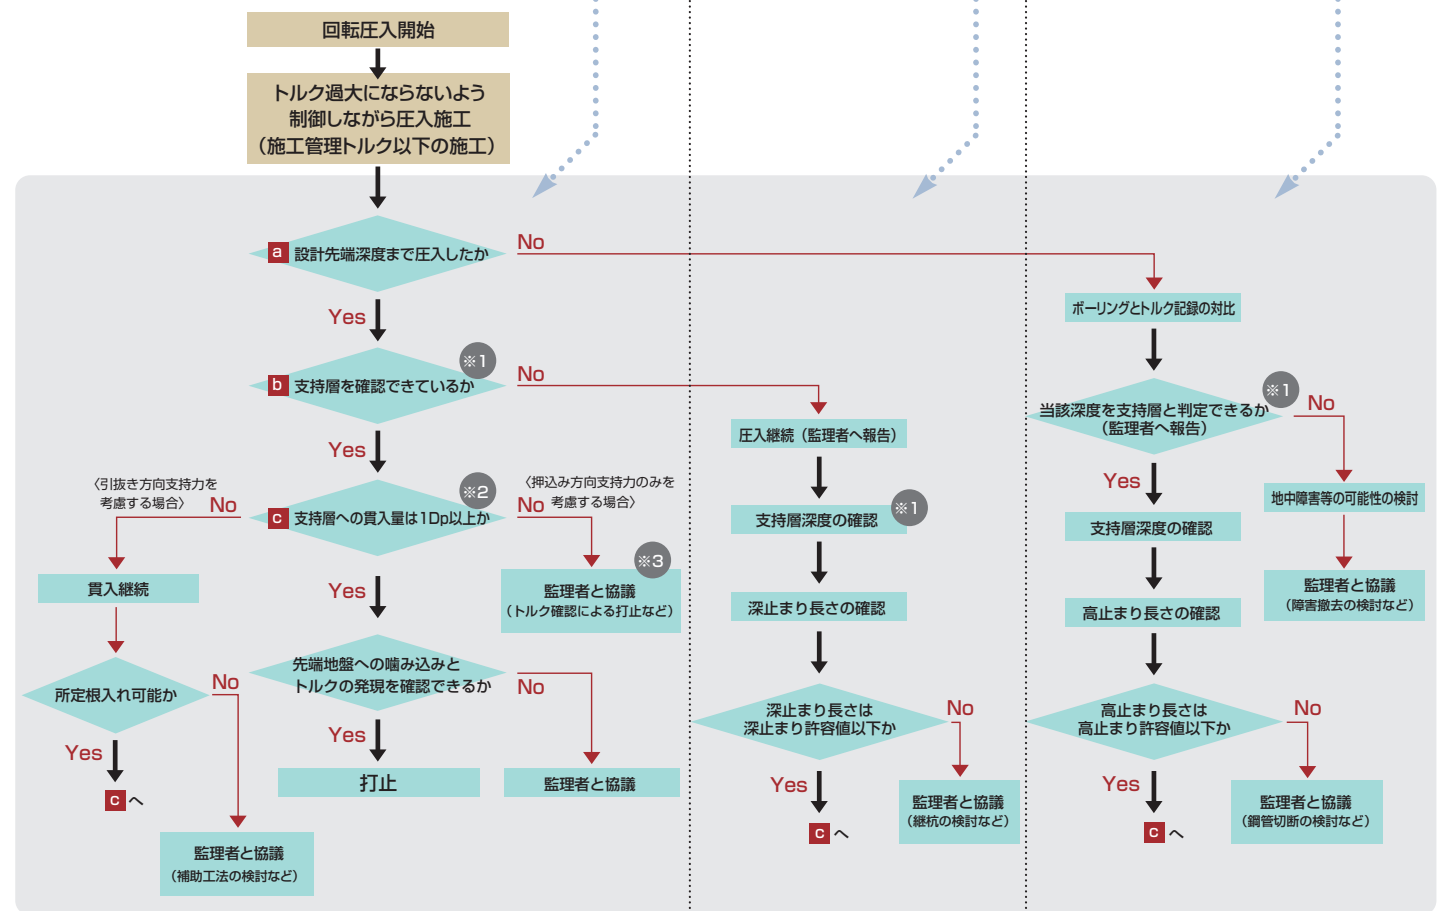 回転圧入開始
トルク過大にならないよう
制御しながら圧入施工
(施工管理トルク以下の施工)
a 設計先端深度まで圧入したか
No
Yes
※1
b 支持層を確認できているか
No
Yes
〈引抜き方向支持力を
考慮する場合〉
No
※2
c 支持層への貫入量は1Dp以上か
〈押込み方向支持力のみを
No 考慮する場合〉
貫入継続
Yes
※3
監理者と協議
(トルク確認による打止など)
所定根入れ可能か
No
Yes
c へ
監理者と協議
(補助工法の検討など)
先端地盤への噛み込みと
トルクの発現を確認できるか
No
Yes
打止
監理者と協議
圧入継続(監理者へ報告)
支持層深度の確認
※1
深止まり長さの確認
深止まり長さは
深止まり許容値以下か
No
Yes
c へ
監理者と協議
(継杭の検討など)
ボーリングとトルク記録の対比
※1
当該深度を支持層と判定できるか
(監理者へ報告)
No
Yes
地中障害等の可能性の検討
監理者と協議
(障害撤去の検討など)
支持層深度の確認
高止まり長さの確認
高止まり長さは
高止まり許容値以下か
No
Yes
c へ
監理者と協議
(鋼管切断の検討など)